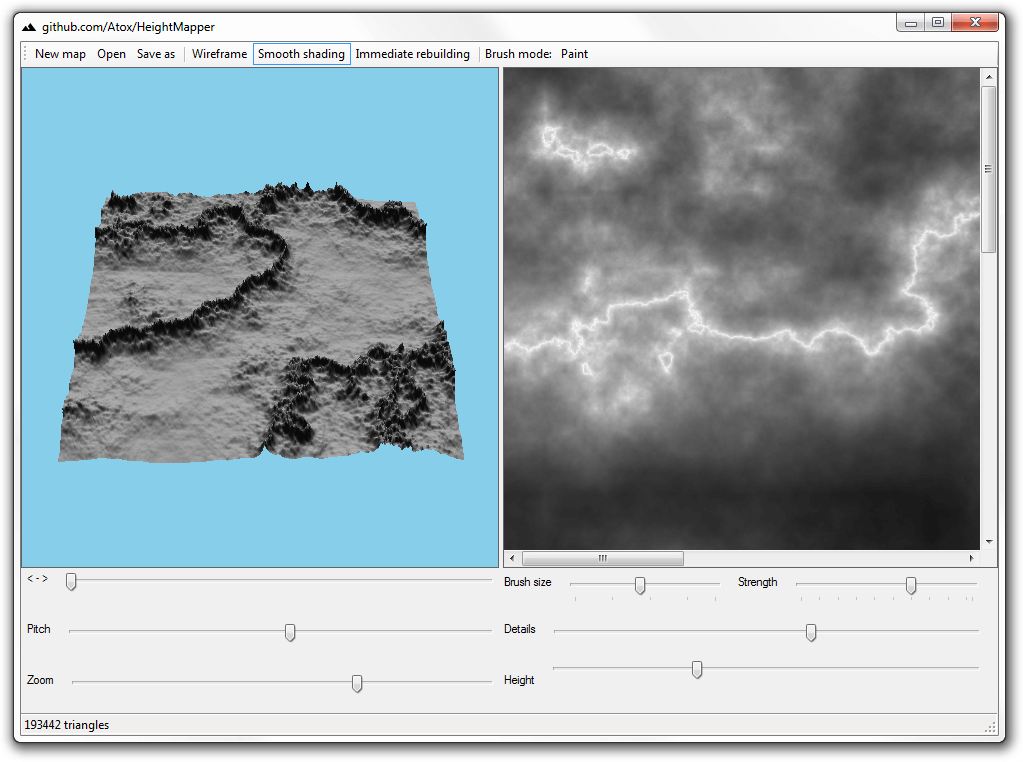 github.com/Atox/HeightMapper
New map Open Save as Wireframe Smooth shading Immediate rebuilding Brush mode: Paint
<-> Brush size Strength
Pitch Details
Zoom Height
193442 triangles